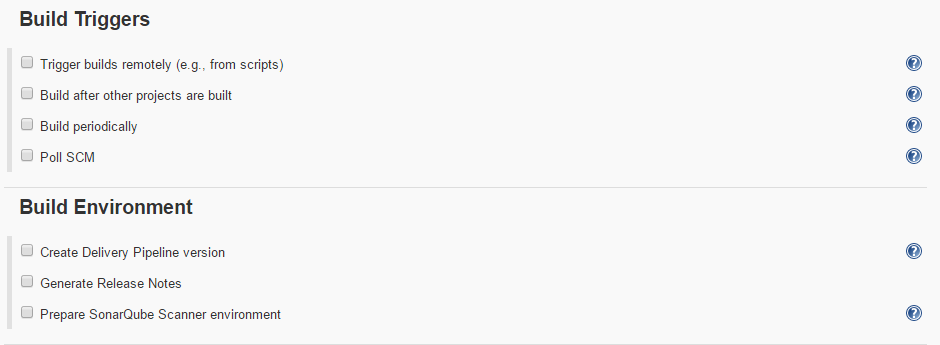 Build Triggers
Trigger builds remotely (e.g., from scripts)
Build after other projects are built
Build periodically
Poll SCM
Build Environment
Create Delivery Pipeline version
Generate Release Notes
Prepare SonarQube Scanner environment